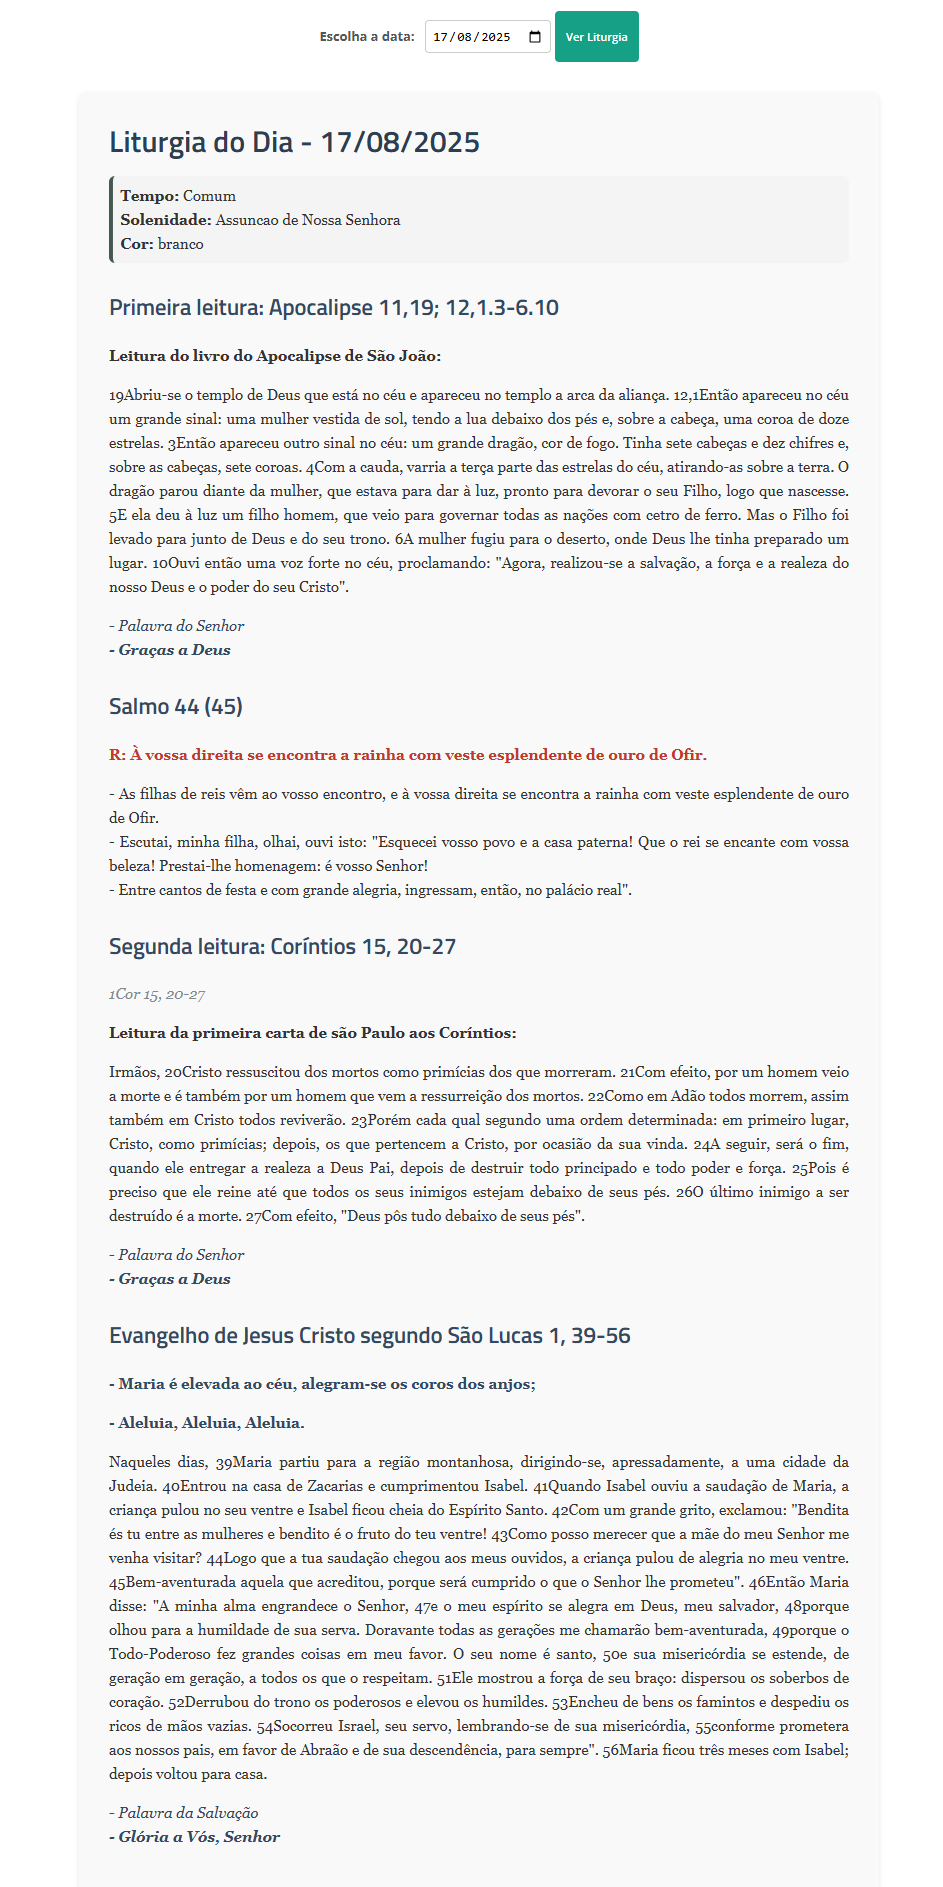 Escolha a data: 17/08/2025 Ver Liturgia
Liturgia do Dia - 17/08/2025
Tempo: Comum
Solenidade: Assuncao de Nossa Senhora
Cor: branco
Primeira leitura: Apocalipse 11,19; 12,1.3-6.10
Leitura do livro do Apocalipse de São João:
19Abriu-se o templo de Deus que está no céu e apareceu no templo a arca da aliança. 12,1Então apareceu no céu
um grande sinal: uma mulher vestida de sol, tendo a lua debaixo dos pés e, sobre a cabeça, uma coroa de doze
estrelas. 3Então apareceu outro sinal no céu: um grande dragão, cor de fogo. Tinha sete cabeças e dez chifres e,
sobre as cabeças, sete coroas. 4Com a cauda, varria a terça parte das estrelas do céu, atirando-as sobre a terra. O
dragão parou diante da mulher, que estava para dar à luz, pronto para devorar o seu Filho, logo que nascesse.
5E ela deu à luz um filho homem, que veio para governar todas as nações com cetro de ferro. Mas o Filho foi
levado para junto de Deus e do seu trono. 6A mulher fugiu para o deserto, onde Deus lhe tinha preparado um
lugar. 10Ouvi então uma voz forte no céu, proclamando: "Agora, realizou-se a salvação, a força e a realeza do
nosso Deus e o poder do seu Cristo".
- Palavra do Senhor
- Graças a Deus
Salmo 44 (45)
R: À vossa direita se encontra a rainha com veste esplendente de ouro de Ofir.
- As filhas de reis vêm ao vosso encontro, e à vossa direita se encontra a rainha com veste esplendente de ouro
de Ofir.
- Escutai, minha filha, olhai, ouvi isto: "Esquecei vosso povo e a casa paterna! Que o rei se encante com vossa
beleza! Prestai-lhe homenagem: é vosso Senhor!
- Entre cantos de festa e com grande alegria, ingressam, então, no palácio real".
Segunda leitura: Coríntios 15, 20-27
1Cor 15, 20-27
Leitura da primeira carta de são Paulo aos Coríntios:
Irmãos, 20Cristo ressuscitou dos mortos como primícias dos que morreram. 21Com efeito, por um homem veio
a morte e é também por um homem que vem a ressurreição dos mortos. 22Como em Adão todos morrem, assim
também em Cristo todos reviverão. 23Porém cada qual segundo uma ordem determinada: em primeiro lugar,
Cristo, como primícias; depois, os que pertencem a Cristo, por ocasião da sua vinda. 24A seguir, será o fim,
quando ele entregar a realeza a Deus Pai, depois de destruir todo principado e todo poder e força. 25Pois é
preciso que ele reine até que todos os seus inimigos estejam debaixo de seus pés. 26O último inimigo a ser
destruído é a morte. 27Com efeito, "Deus pôs tudo debaixo de seus pés".
- Palavra do Senhor
- Graças a Deus
Evangelho de Jesus Cristo segundo São Lucas 1, 39-56
- Maria é elevada ao céu, alegram-se os coros dos anjos;
- Aleluia, Aleluia, Aleluia.
Naqueles dias, 39Maria partiu para a região montanhosa, dirigindo-se, apressadamente, a uma cidade da
Judeia. 40Entrou na casa de Zacarias e cumprimentou Isabel. 41Quando Isabel ouviu a saudação de Maria, a
criança pulou no seu ventre e Isabel ficou cheia do Espírito Santo. 42Com um grande grito, exclamou: "Bendita
és tu entre as mulheres e bendito é o fruto do teu ventre! 43Como posso merecer que a mãe do meu Senhor me
venha visitar? 44Logo que a tua saudação chegou aos meus ouvidos, a criança pulou de alegria no meu ventre.
45Bem-aventurada aquela que acreditou, porque será cumprido o que o Senhor lhe prometeu". 46Então Maria
disse: "A minha alma engrandece o Senhor, 47e o meu espírito se alegra em Deus, meu salvador, 48porque
olhou para a humildade de sua serva. Doravante todas as gerações me chamarão bem-aventurada, 49porque o
Todo-Poderoso fez grandes coisas em meu favor. O seu nome é santo, 50e sua misericórdia se estende, de
geração em geração, a todos os que o respeitam. 51Ele mostrou a força de seu braço: dispersou os soberbos de
coração. 52Derrubou do trono os poderosos e elevou os humildes. 53Encheu de bens os famintos e despediu os
ricos de mãos vazias. 54Socorreu Israel, seu servo, lembrando-se de sua misericórdia, 55conforme prometera
aos nossos pais, em favor de Abraão e de sua descendência, para sempre". 56Maria ficou três meses com Isabel;
depois voltou para casa.
- Palavra da Salvação
- Glória a Vós, Senhor